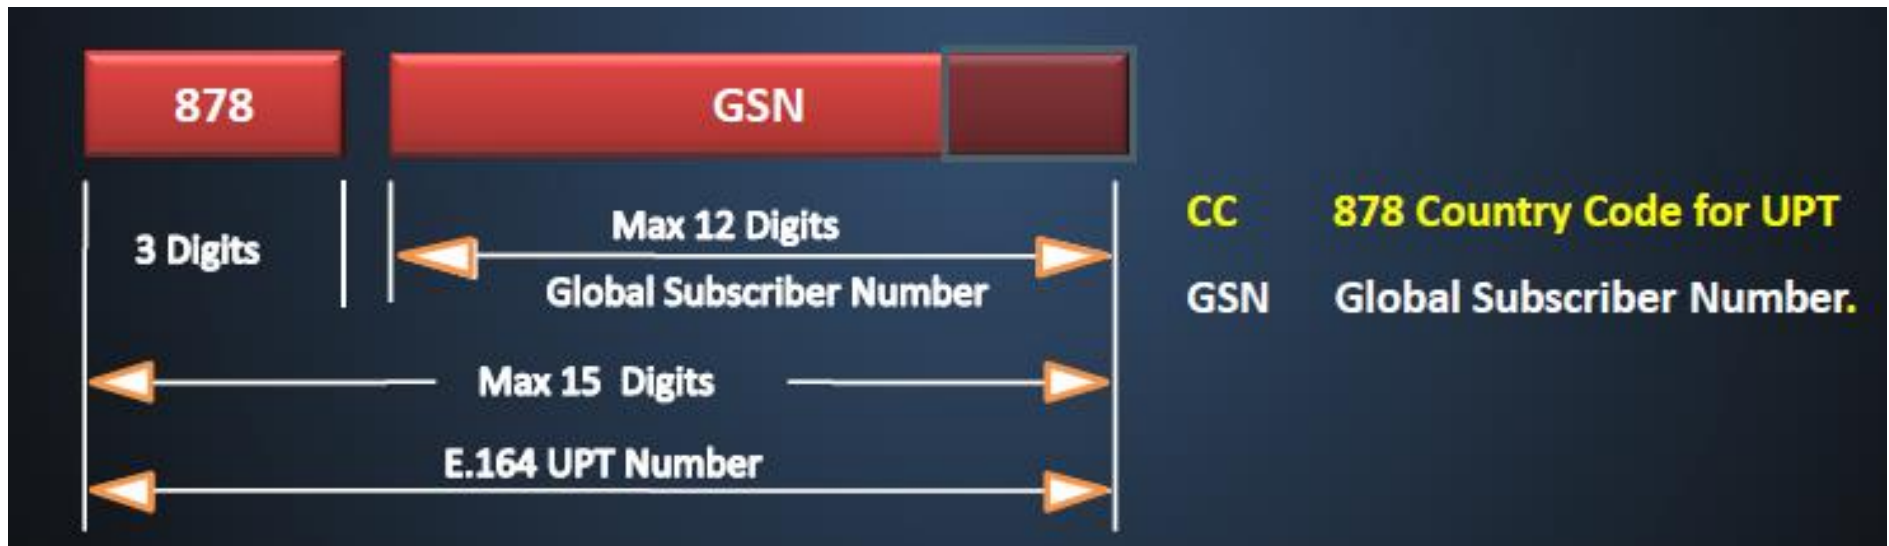 878
GSN
3 Digits
Max 12 Digits
Global Subscriber Number
CC 878 Country Code for UPT
GSN Global Subscriber Number.
Max 15 Digits
E.164 UPT Number